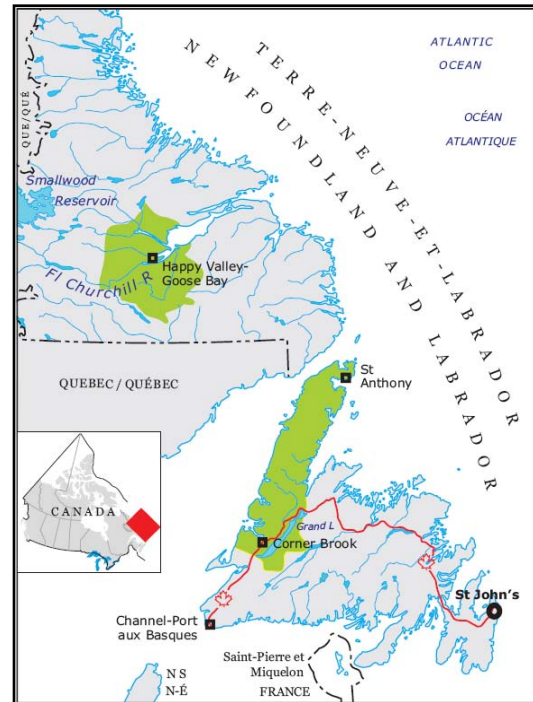 ATLANTIC
OCEAN
OCÉAN
ATLANTIQUE
TERRE-NEUVE-ET-LABRADOR
NEWFOUNDLAND AND LABRADOR
QUE/QUÉ
Smallwood
Reservoir
Happy Valley-
Goose Bay
Fl Churchill R
QUEBEC / QUÉBEC
St
Anthony
CANADA
Grand L
Corner Brook
St John's
Channel-Port
aux Basques
Saint-Pierre et
Miquelon
FRANCE
N S
N-É